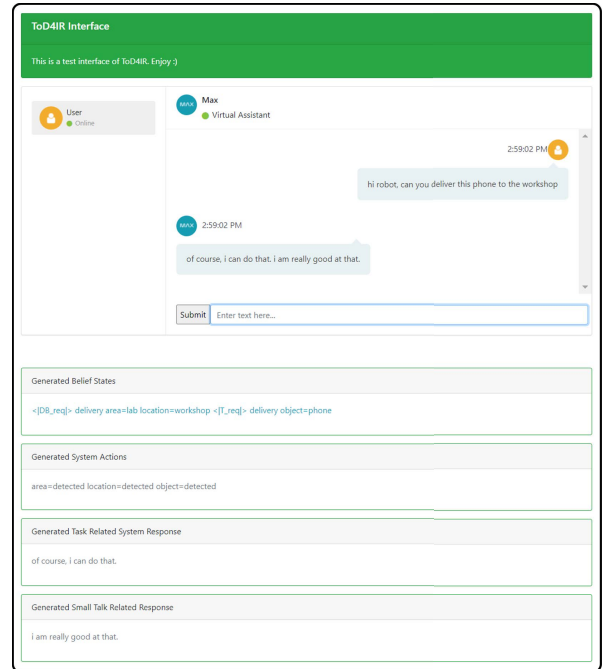 ToD4IR Interface
This is a test interface of ToD4IR. Enjoy :)
User
Online
MAX
Max
Virtual Assistant
2:59:02 PM
hi robot, can you deliver this phone to the workshop
MAX
2:59:02 PM
of course, i can do that. i am really good at that.
Submit Enter text here...
Generated Belief States
<|DB_req|> delivery area=lab location=workshop <|T_req|> delivery object=phone
Generated System Actions
area=detected location=detected object=detected
Generated Task Related System Response
of course, i can do that.
Generated Small Talk Related Response
i am really good at that.